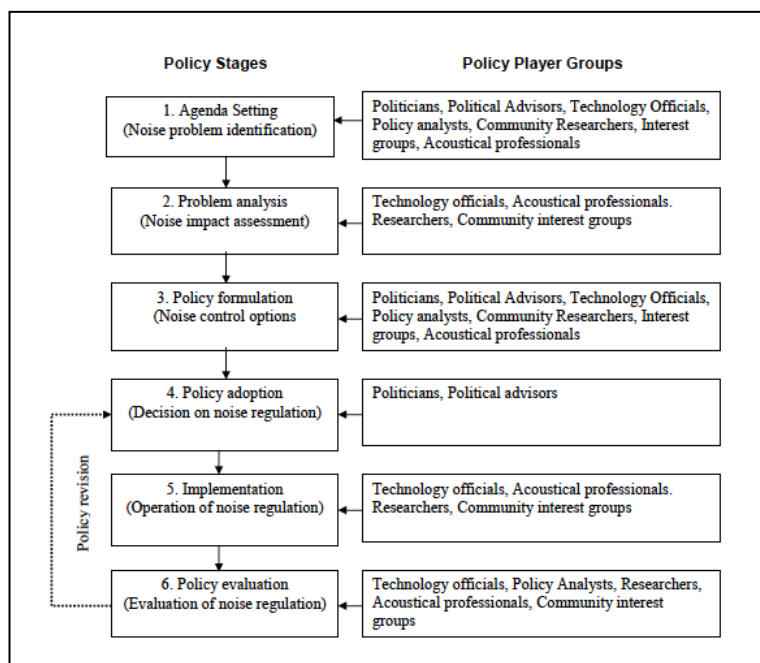 Policy Stages
Policy Player Groups
1. Agenda Setting
(Noise problem identification)
Politicians, Political Advisors, Technology Officials,
Policy analysts, Community Researchers, Interest
groups, Acoustical professionals
2. Problem analysis
(Noise impact assessment)
Technology officials, Acoustical professionals.
Researchers, Community interest groups
3. Policy formulation
(Noise control options
Politicians, Political Advisors, Technology Officials,
Policy analysts, Community Researchers, Interest
groups, Acoustical professionals
4. Policy adoption
(Decision on noise regulation)
Politicians, Political advisors
Policy revision
5. Implementation
(Operation of noise regulation)
Technology officials, Acoustical professionals.
Researchers, Community interest groups
6. Policy evaluation
(Evaluation of noise regulation)
Technology officials, Policy Analysts, Researchers,
Acoustical professionals, Community interest
groups